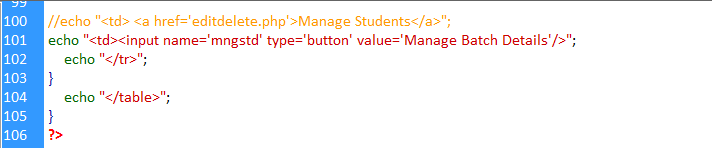 99
100 //echo "<td> <a href='editdelete.php'>Manage Students</a>";
101 echo "<td><input name='mngstd' type='button' value='Manage Batch Details'/>";
102 echo "</tr>";
103 }
104 echo "</table>";
105 }
106 ?>